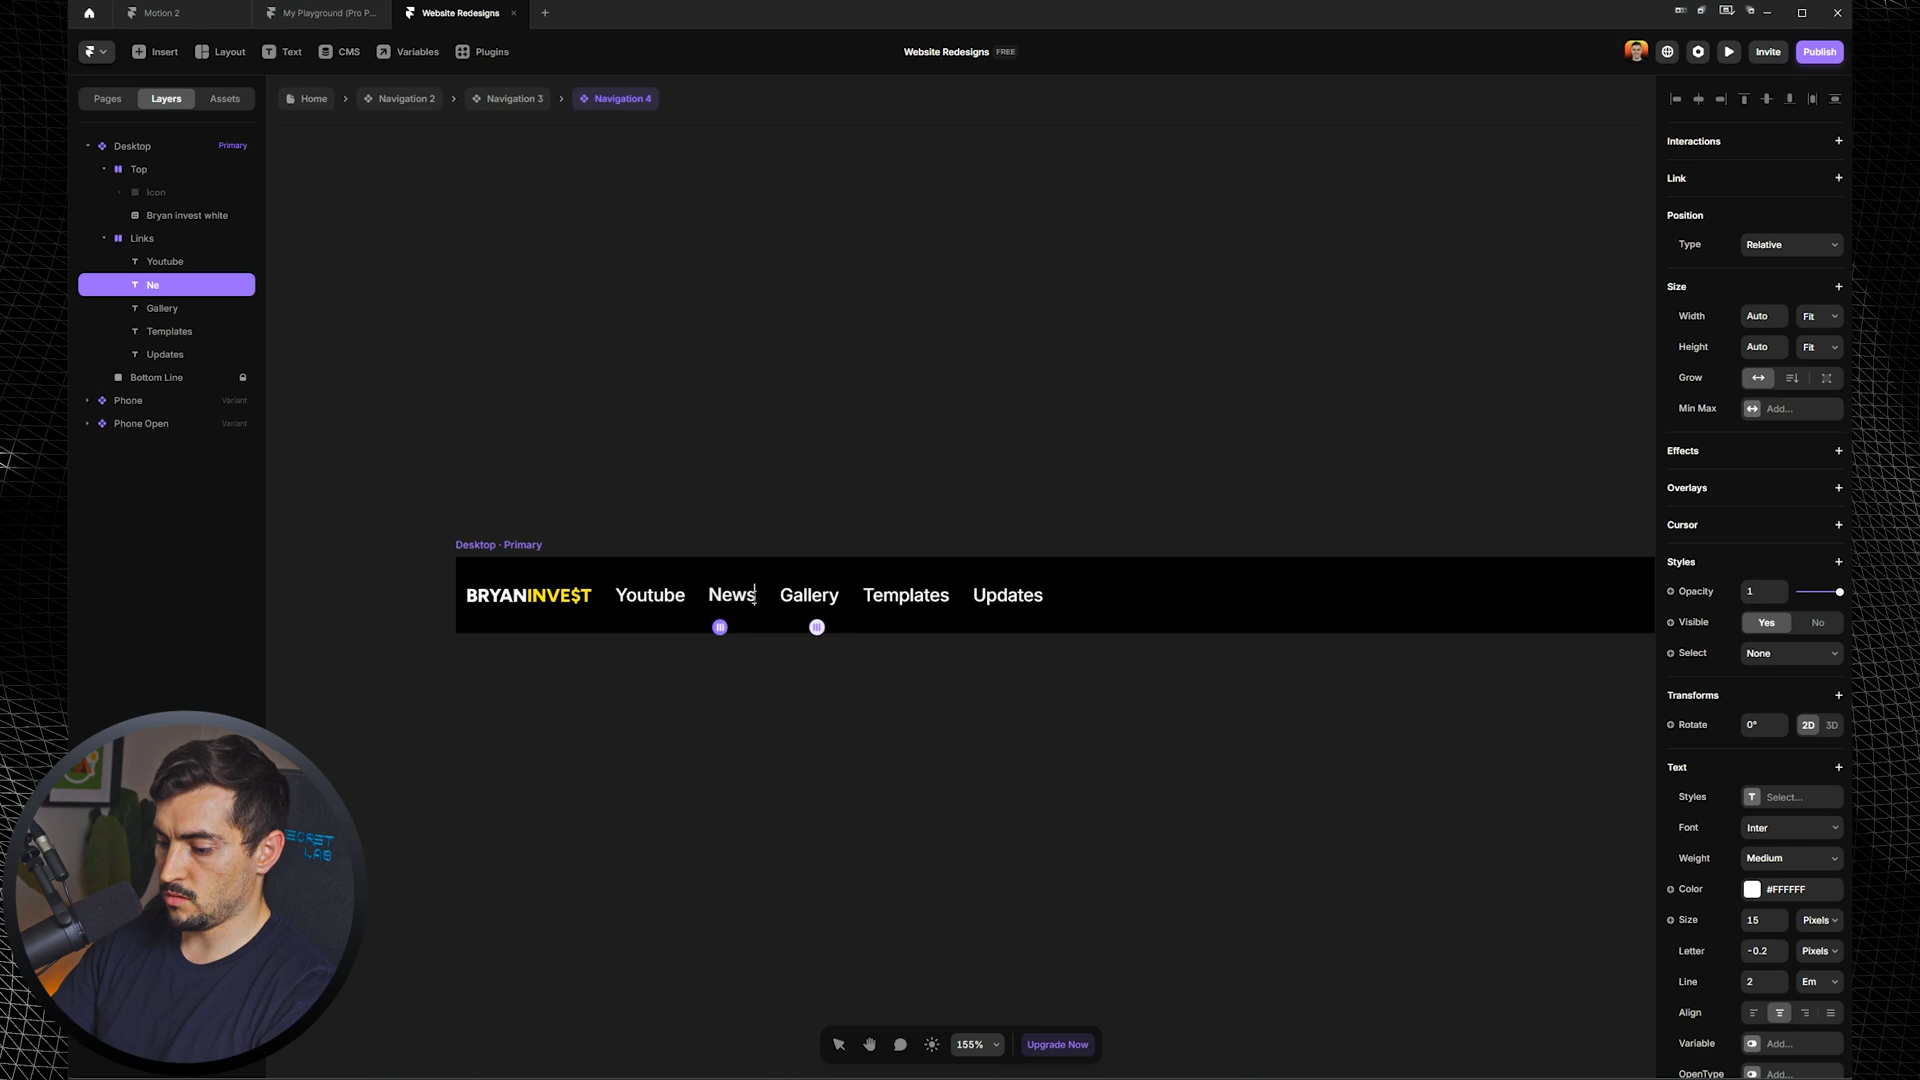 Motion 2
My Playground (Pro P...
Website Redesigns
Insert
Layout
Text
CMS
Variables
Plugins
Website Redesigns FREE
Invite
Publish
Pages
Layers
Assets
Home
Navigation 2
Navigation 3
Navigation 4
Desktop Primary
Top
Icon
Bryan invest white
Links
Youtube
Ne
Gallery
Templates
Updates
Bottom Line
Phone Variant
Phone Open Variant
Desktop · Primary
BRYANINVE$T
Youtube
News
Gallery
Templates
Updates
155%
Upgrade Now
Interactions
Link
Position
Type Relative
Size
Width Auto Fit
Height Auto Fit
Grow
Min Max Add...
Effects
Overlays
Cursor
Styles
Opacity 1
Visible Yes No
Select None
Transforms
Rotate 0° 2D 3D
Text
Styles Select...
Font Inter
Weight Medium
Color #FFFFFF
Size 15 Pixels
Letter -0.2 Pixels
Line 2 Em
Align
Variable Add...
OpenType Add...
ECRET
LAB